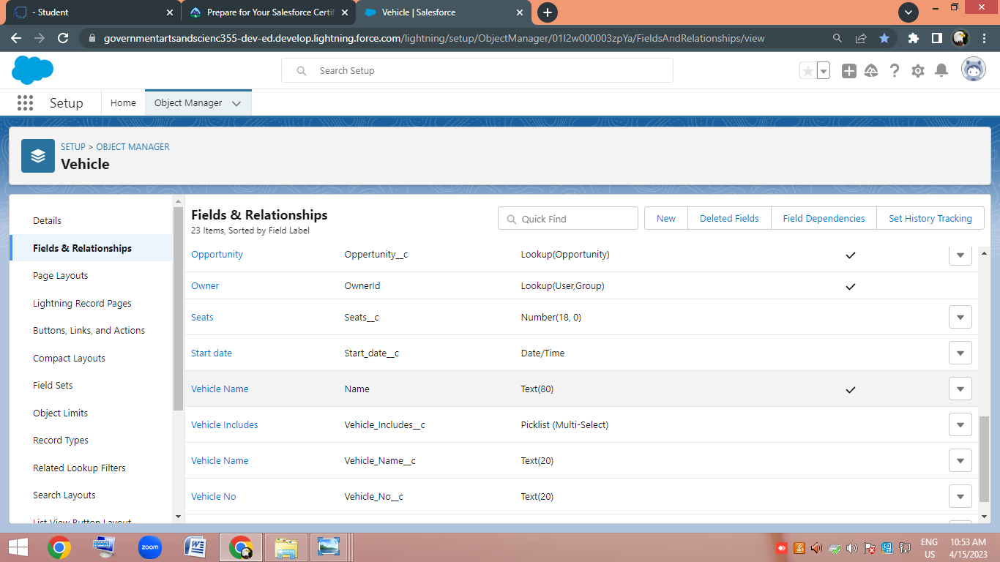 - Student
Prepare for Your Salesforce Certif
Vehicle | Salesforce
governmentartsandscienc355-dev-ed.develop.lightning.force.com/lightning/setup/ObjectManager/01I2w000003zpYa/FieldsAndRelationships/view
Search Setup
Setup
Home
Object Manager
SETUP > OBJECT MANAGER
Vehicle
Details
Fields & Relationships
Page Layouts
Lightning Record Pages
Buttons, Links, and Actions
Compact Layouts
Field Sets
Object Limits
Record Types
Related Lookup Filters
Search Layouts
List View Button Layout
Fields & Relationships
23 Items, Sorted by Field Label
Quick Find
New
Deleted Fields
Field Dependencies
Set History Tracking
Opportunity Oppertunity__c Lookup(Opportunity)
Owner OwnerId Lookup(User,Group)
Seats Seats__c Number(18, 0)
Start date Start_date__c Date/Time
Vehicle Name Name Text(80)
Vehicle Includes Vehicle_Includes__c Picklist (Multi-Select)
Vehicle Name Vehicle_Name__c Text(20)
Vehicle No Vehicle_No__c Text(20)
zoom
ENG
US
10:53 AM
4/15/2023